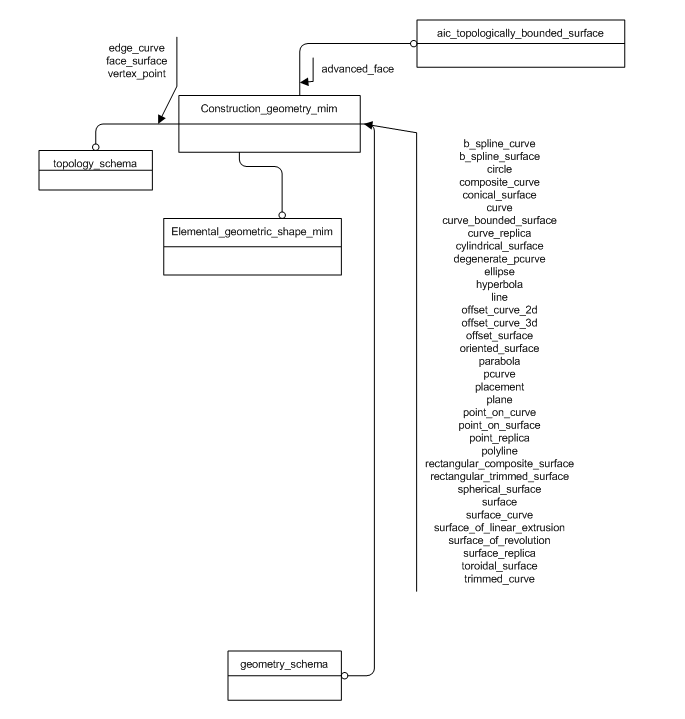 aic_topologically_bounded_surface
edge_curve
face_surface
vertex_point
advanced_face
Construction_geometry_mim
topology_schema
Elemental_geometric_shape_mim
b_spline_curve
b_spline_surface
circle
composite_curve
conical_surface
curve
curve_bounded_surface
curve_replica
cylindrical_surface
degenerate_pcurve
ellipse
hyperbola
line
offset_curve_2d
offset_curve_3d
offset_surface
oriented_surface
parabola
pcurve
placement
plane
point_on_curve
point_on_surface
point_replica
polyline
rectangular_composite_surface
rectangular_trimmed_surface
spherical_surface
surface
surface_curve
surface_of_linear_extrusion
surface_of_revolution
surface_replica
toroidal_surface
trimmed_curve
geometry_schema